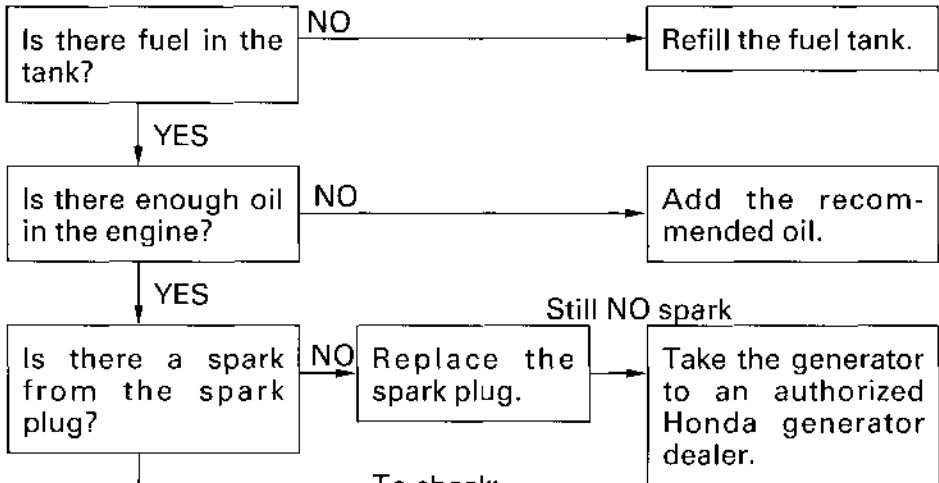 Is there fuel in the
tank?
NO
Refill the fuel tank.
YES
Is there enough oil
in the engine?
NO
Add the recom-
mended oil.
YES
Is there a spark
from the spark
plug?
NO
Replace the
spark plug.
Still NO spark
Take the generator
to an authorized
Honda generator
dealer.
To check: